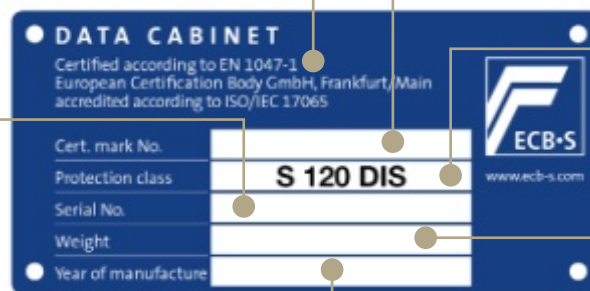 DATA CABINET
Certified according to EN 1047-1
European Certification Body GmbH, Frankfurt/Main
accredited according to ISO/IEC 17065
ECB•S
www.ecb-s.com
Cert. mark No.
Protection class S 120 DIS
Serial No.
Weight
Year of manufacture